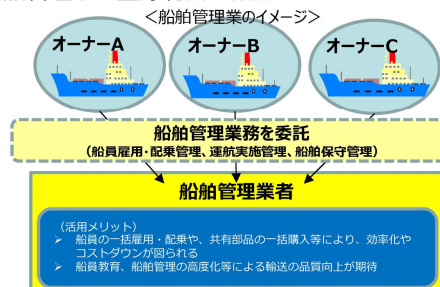 <船舶管理業のイメージ>
オーナーA オーナーB オーナーC
船舶管理業務を委託
(船員雇用・配乗管理、運航実施管理、船舶保守管理)
船舶管理業者
(活用メリット)
➢ 船員の一括雇用・配乗や、共有部品の一括購入等により、効率化や
コストダウンが図られる
➢ 船員教育、船舶管理の高度化等による輸送の品質向上が期待